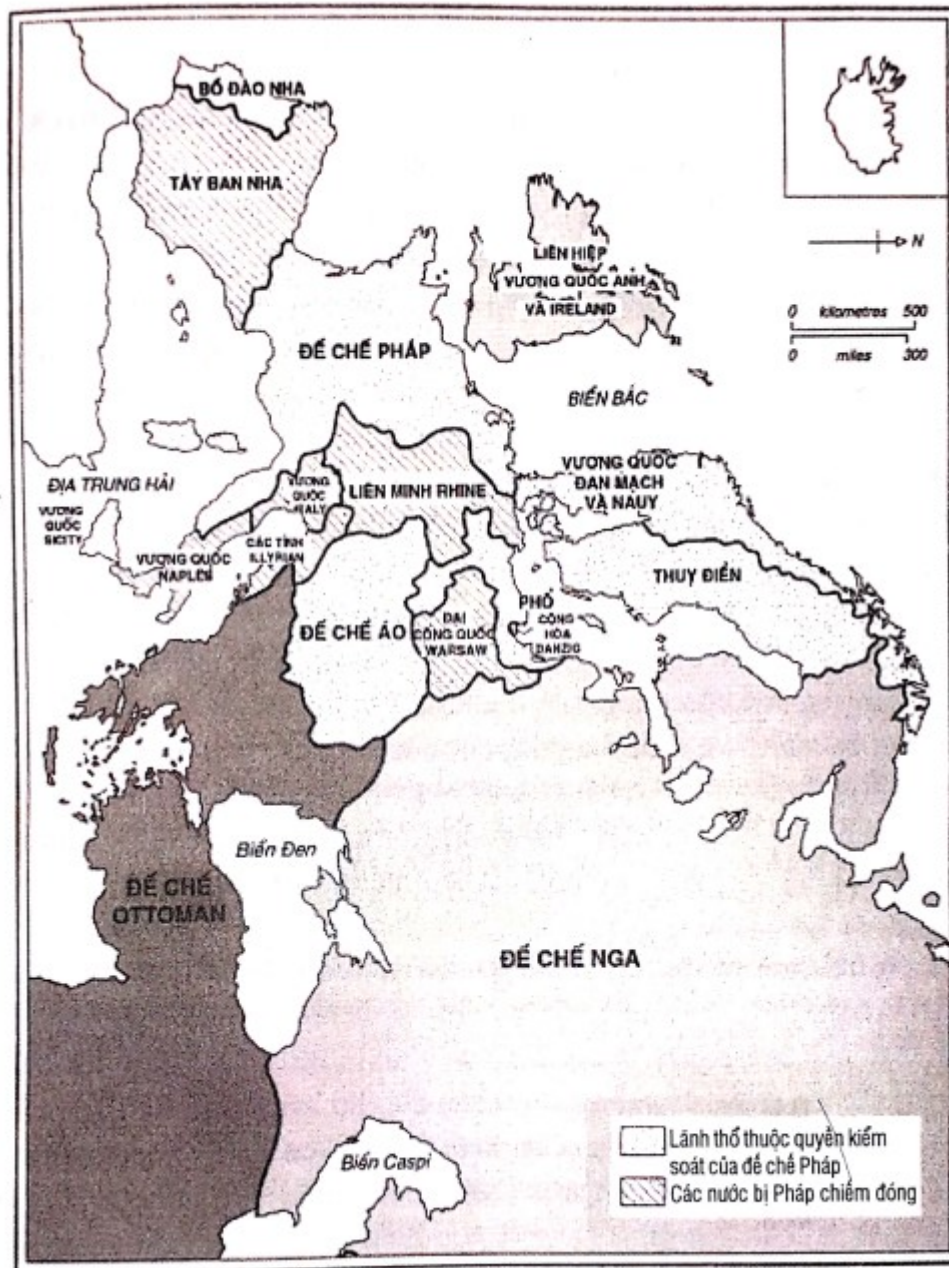 BỒ ĐÀO NHA
TÂY BAN NHA
N
LIÊN HIỆP
VƯƠNG QUỐC ANH
VÀ IRELAND
0 kilometres 500
0 miles 300
ĐẾ CHẾ PHÁP
BIỂN BẮC
ĐỊA TRUNG HẢI
VƯƠNG
QUỐC
SICITY
VƯƠNG QUỐC
NAPLES
VƯƠNG
QUỐC
ITALY
LIÊN MINH RHINE
CÁC TỈNH
ILLYRIAN
VƯƠNG QUỐC
ĐAN MẠCH
VÀ NAUY
THỤY ĐIỂN
ĐẾ CHẾ ÁO
ĐẠI
CÔNG QUỐC
WARSAW
PHỔ
CỘNG
HÒA
DANZIG
Biển Đen
ĐẾ CHẾ
OTTOMAN
ĐẾ CHẾ NGA
Biển Caspi
Lãnh thổ thuộc quyền kiểm
soát của đế chế Pháp
Các nước bị Pháp chiếm đóng